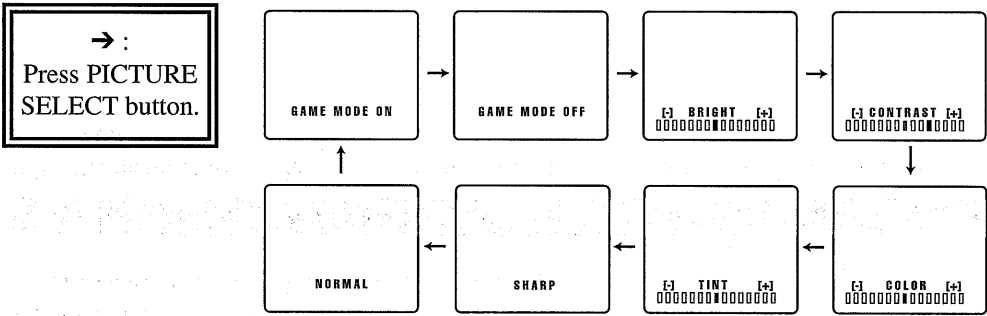 → :
Press PICTURE
SELECT button.
GAME MODE ON
GAME MODE OFF
[-] BRIGHT [+]
[-] CONTRAST [+]
[-] COLOR [+]
[-] TINT [+]
SHARP
NORMAL